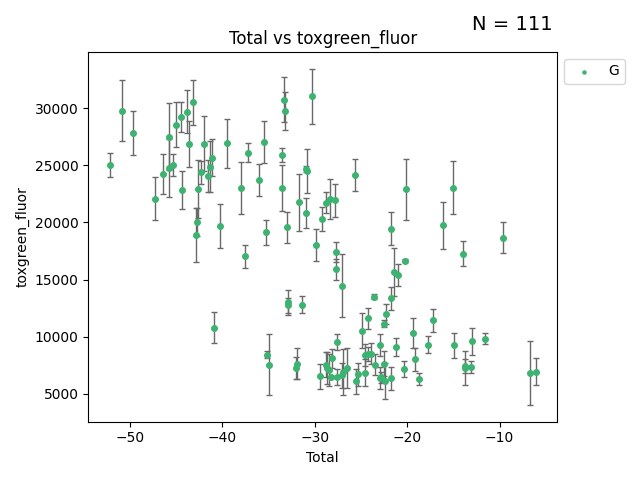 N = 111
Total vs toxgreen_fluor
G
toxgreen_fluor
30000
25000
20000
15000
10000
5000
−50 −40 −30 −20 −10
Total